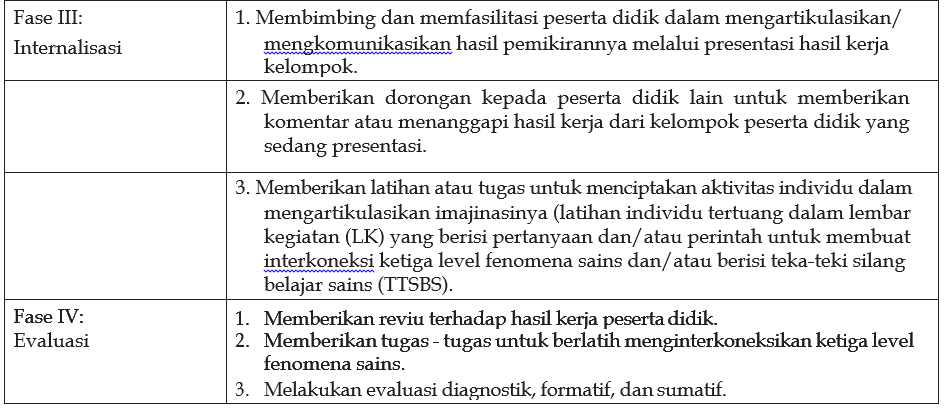 Fase III:
Internalisasi
1. Membimbing dan memfasilitasi peserta didik dalam mengartikulasikan/
mengkomunikasikan hasil pemikirannya melalui presentasi hasil kerja
kelompok.
2. Memberikan dorongan kepada peserta didik lain untuk memberikan
komentar atau menanggapi hasil kerja dari kelompok peserta didik yang
sedang presentasi.
3. Memberikan latihan atau tugas untuk menciptakan aktivitas individu dalam
mengartikulasikan imajinasinya (latihan individu tertuang dalam lembar
kegiatan (LK) yang berisi pertanyaan dan/atau perintah untuk membuat
interkoneksi ketiga level fenomena sains dan/atau berisi teka-teki silang
belajar sains (TTSBS).
Fase IV:
Evaluasi
1. Memberikan reviu terhadap hasil kerja peserta didik.
2. Memberikan tugas - tugas untuk berlatih menginterkoneksikan ketiga level
fenomena sains.
3. Melakukan evaluasi diagnostik, formatif, dan sumatif.